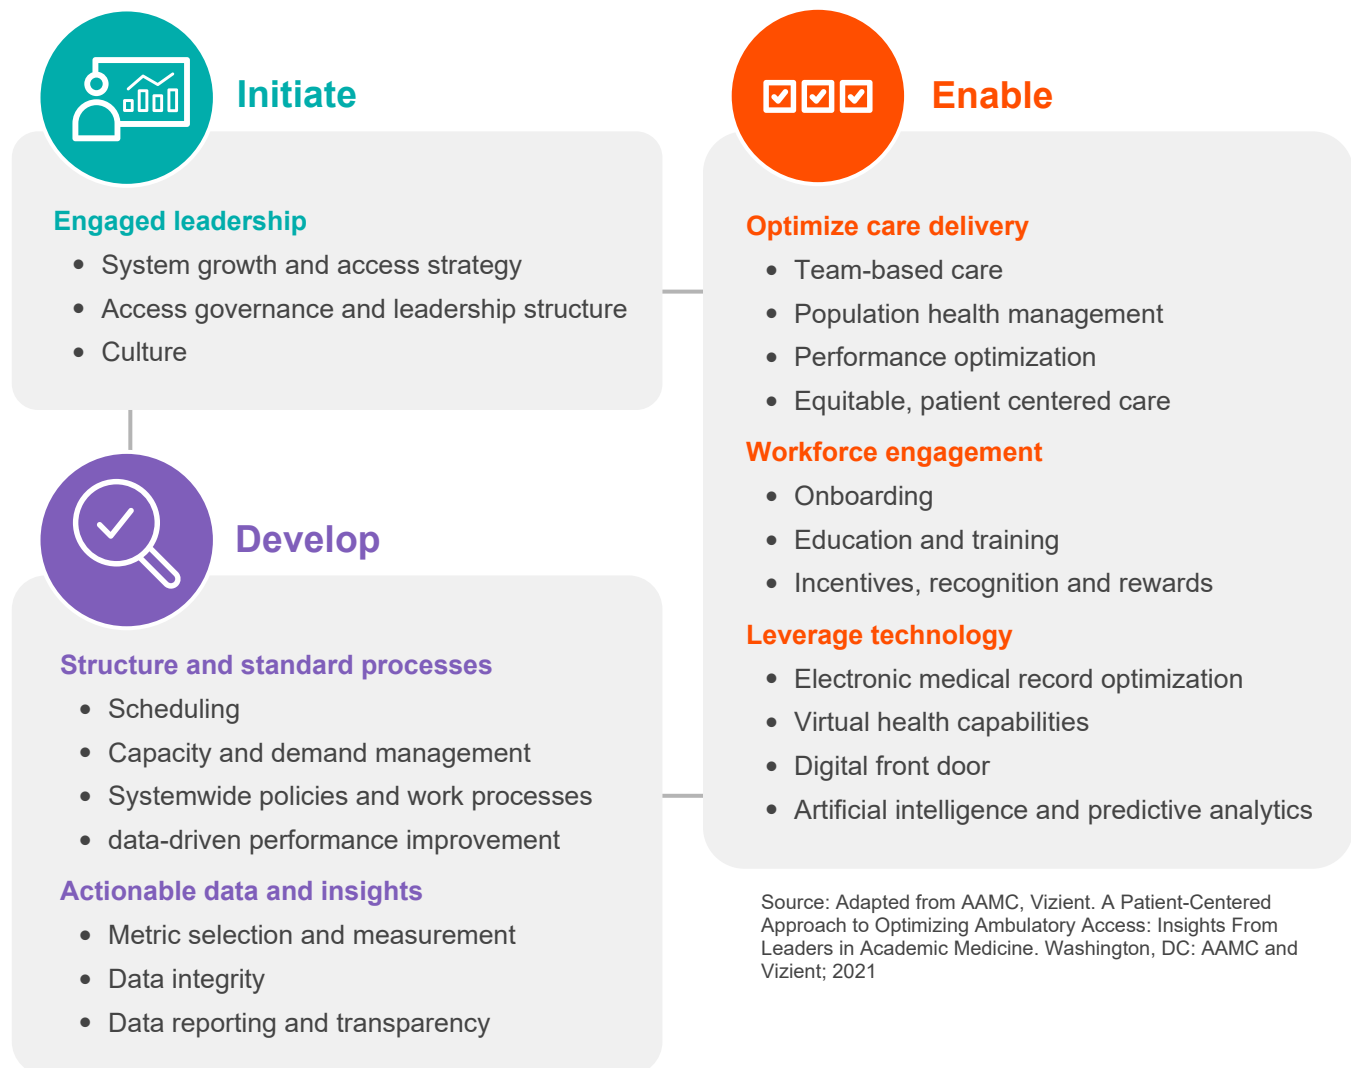 Initiate
Engaged leadership
• System growth and access strategy
• Access governance and leadership structure
• Culture
Develop
Structure and standard processes
• Scheduling
• Capacity and demand management
• Systemwide policies and work processes
• data-driven performance improvement
Actionable data and insights
• Metric selection and measurement
• Data integrity
• Data reporting and transparency
Enable
Optimize care delivery
• Team-based care
• Population health management
• Performance optimization
• Equitable, patient centered care
Workforce engagement
• Onboarding
• Education and training
• Incentives, recognition and rewards
Leverage technology
• Electronic medical record optimization
• Virtual health capabilities
• Digital front door
• Artificial intelligence and predictive analytics
Source: Adapted from AAMC, Vizient. A Patient-Centered
Approach to Optimizing Ambulatory Access: Insights From
Leaders in Academic Medicine. Washington, DC: AAMC and
Vizient; 2021